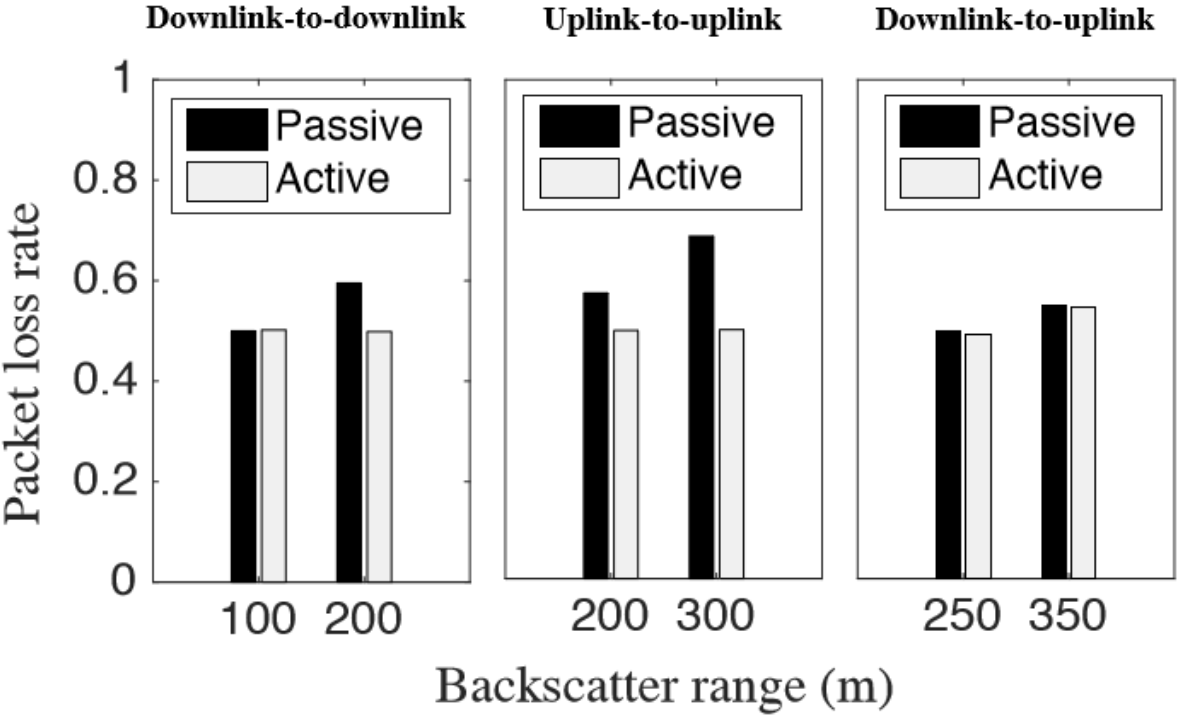 Downlink-to-downlink
Uplink-to-uplink
Downlink-to-uplink
Packet loss rate
1
0.8
0.6
0.4
0.2
0
Passive
Active
100 200
Passive
Active
200 300
Passive
Active
250 350
Backscatter range (m)